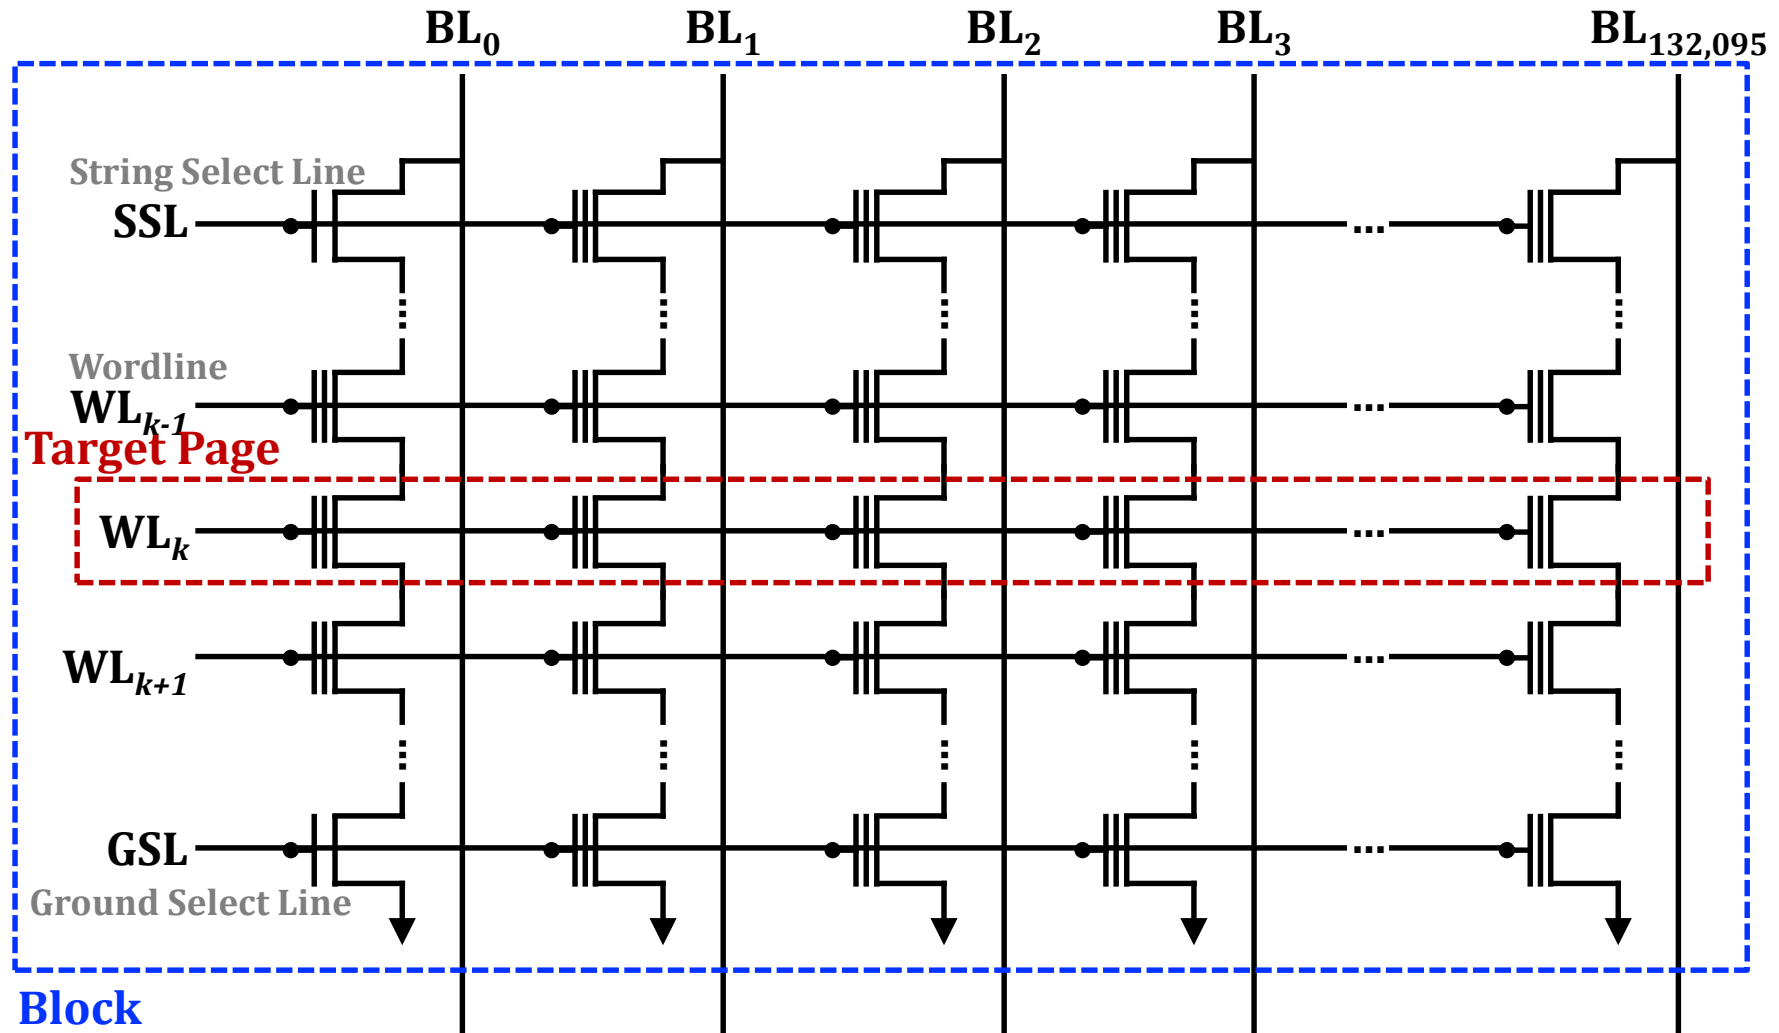 BL0 BL1 BL2 BL3 BL132,095
String Select Line
SSL ...
Wordline
WLk-1 ...
Target Page
WLk ...
WLk+1 ...
GSL ...
Ground Select Line
Block